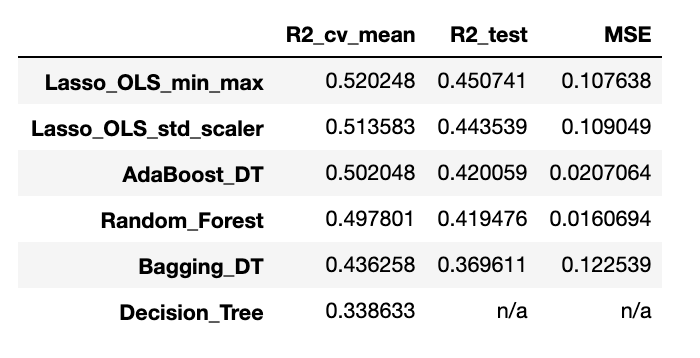 R2_cv_mean R2_test MSE
Lasso_OLS_min_max 0.520248 0.450741 0.107638
Lasso_OLS_std_scaler 0.513583 0.443539 0.109049
AdaBoost_DT 0.502048 0.420059 0.0207064
Random_Forest 0.497801 0.419476 0.0160694
Bagging_DT 0.436258 0.369611 0.122539
Decision_Tree 0.338633 n/a n/a